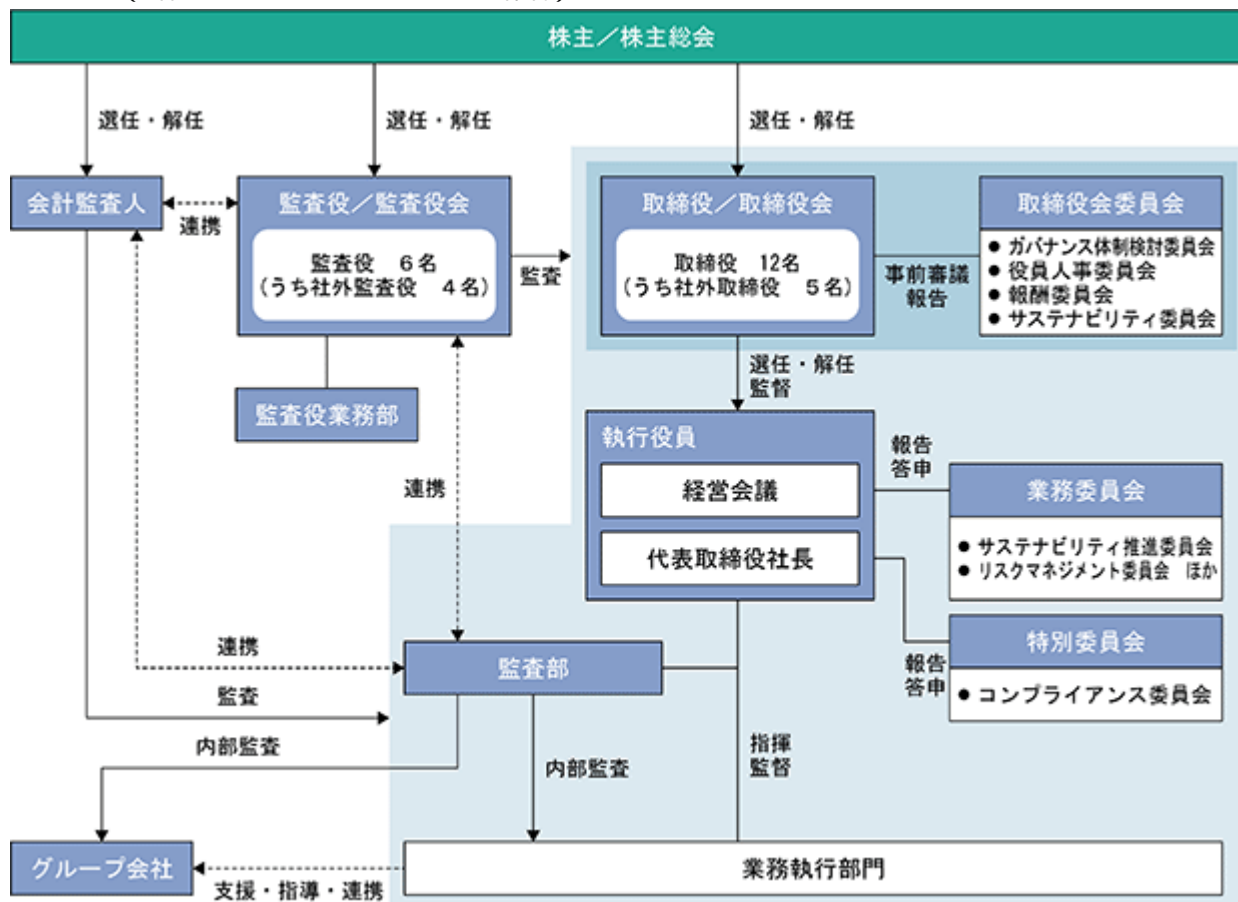 株主／株主総会
選任・解任
選任・解任
選任・解任
会計監査人
連携
監査役／監査役会
監査役　6名
(うち社外監査役　4名)
監査
取締役／取締役会
取締役　12名
(うち社外取締役　5名)
事前審議
報告
取締役会委員会
● ガバナンス体制検討委員会
● 役員人事委員会
● 報酬委員会
● サステナビリティ委員会
監査役業務部
選任・解任
監督
執行役員
経営会議
代表取締役社長
報告
答申
業務委員会
● サステナビリティ推進委員会
● リスクマネジメント委員会　ほか
連携
特別委員会
● コンプライアンス委員会
報告
答申
連携
監査部
監査
内部監査
内部監査
指揮
監督
グループ会社
支援・指導・連携
業務執行部門